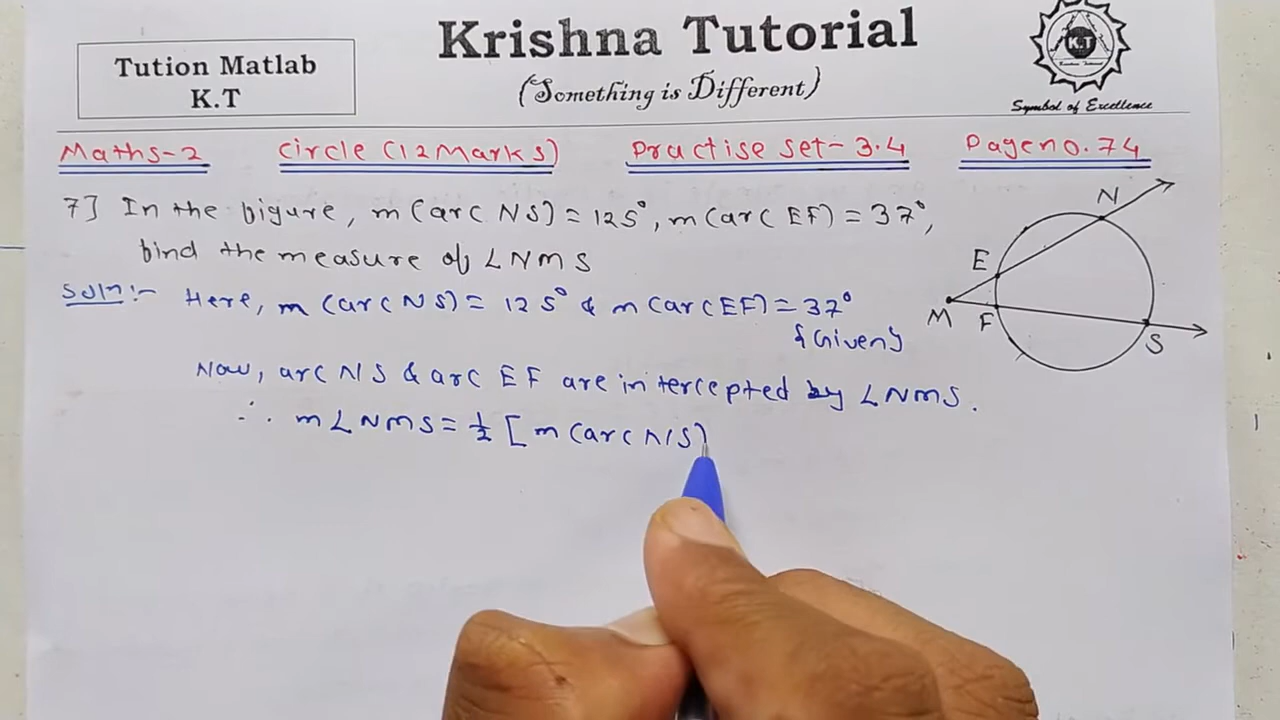 Tution Matlab
K.T
Krishna Tutorial
(Something is Different)
K.T
Symbol of Excellence
Maths-2 Circle (12 Marks) Practise set-3.4 Page no. 74
7] In the figure, m(arc NS) = 125°, m(arc EF) = 37°,
find the measure of ∠NMS
Soln:- Here, m(arc NS) = 125° & m(arc EF) = 37°
{Given}
Now, arc NS & arc EF are intercepted by ∠NMS.
∴ m∠NMS = ½ [m(arc NS)
N
E
M
F
S